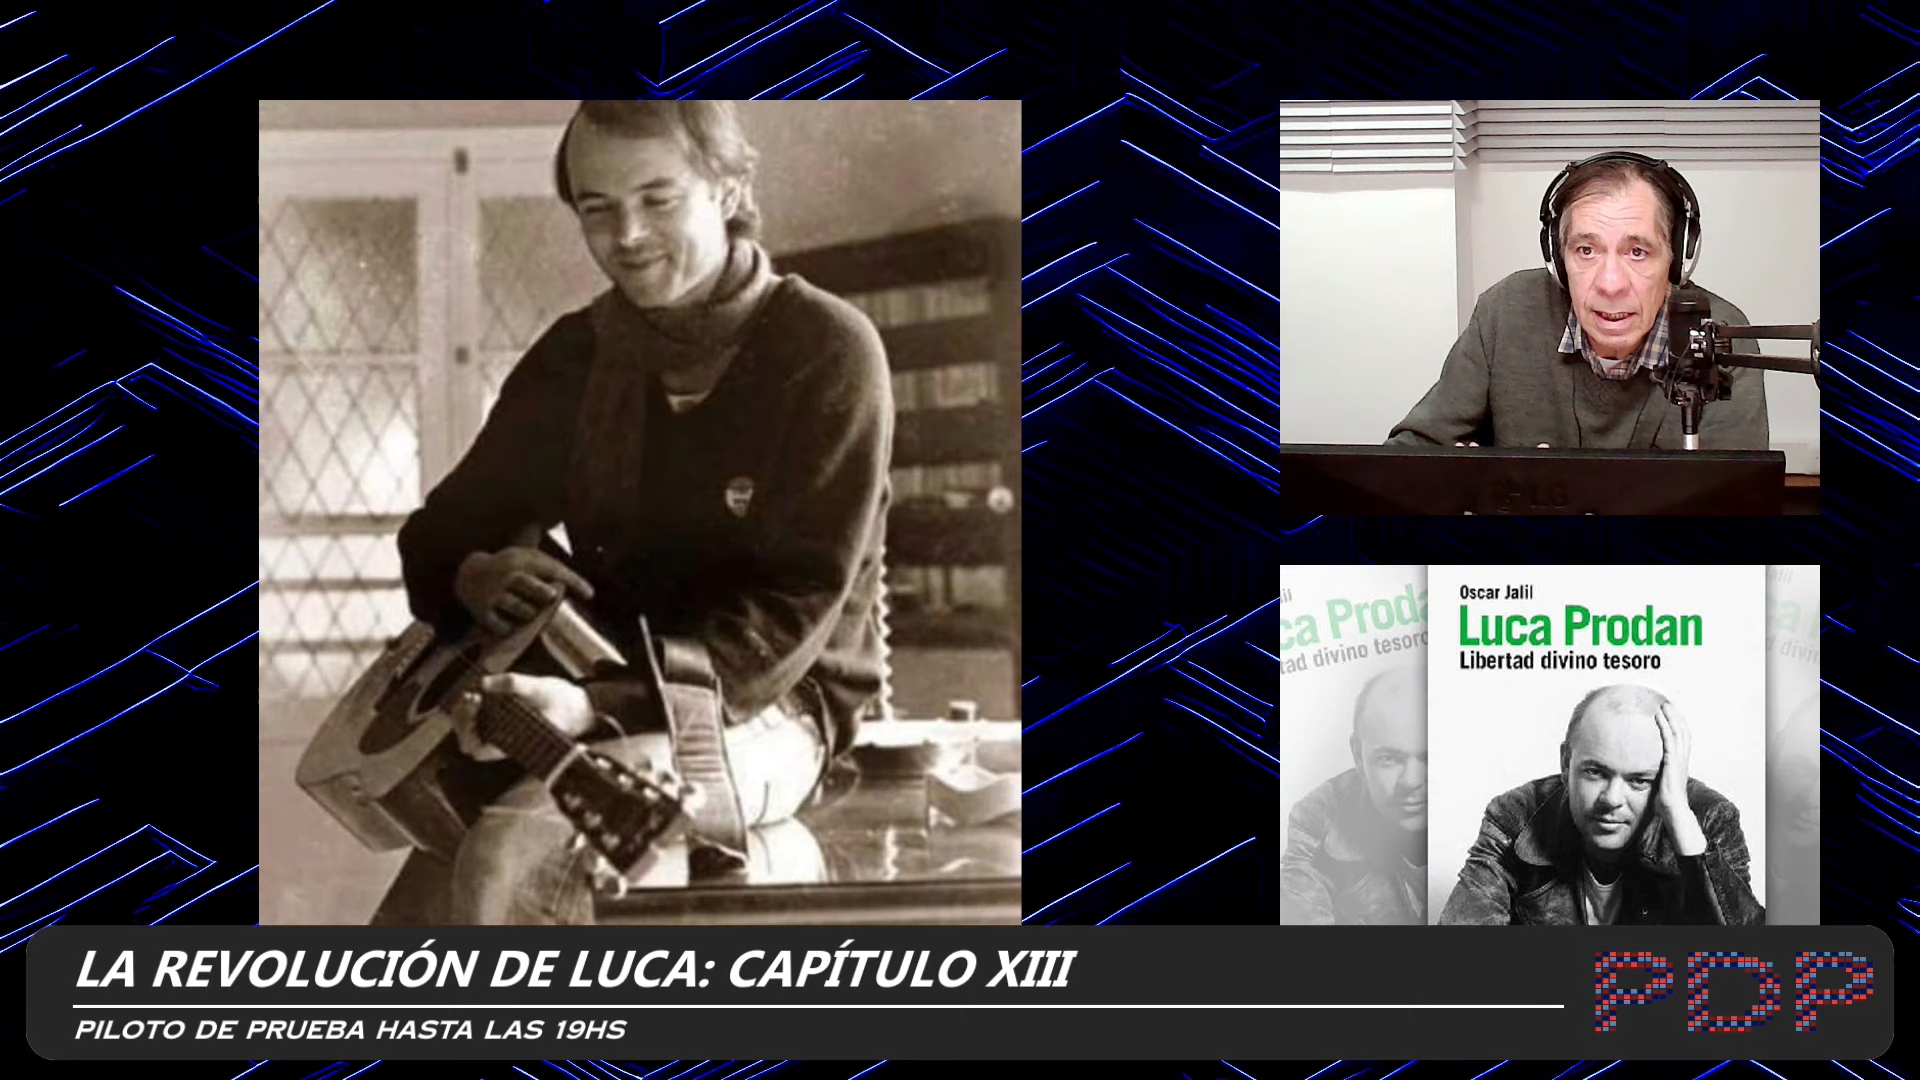 Oscar Jalil
Luca Prodan
Libertad divino tesoro
LA REVOLUCIÓN DE LUCA: CAPÍTULO XIII
PILOTO DE PRUEBA HASTA LAS 19HS
PDP